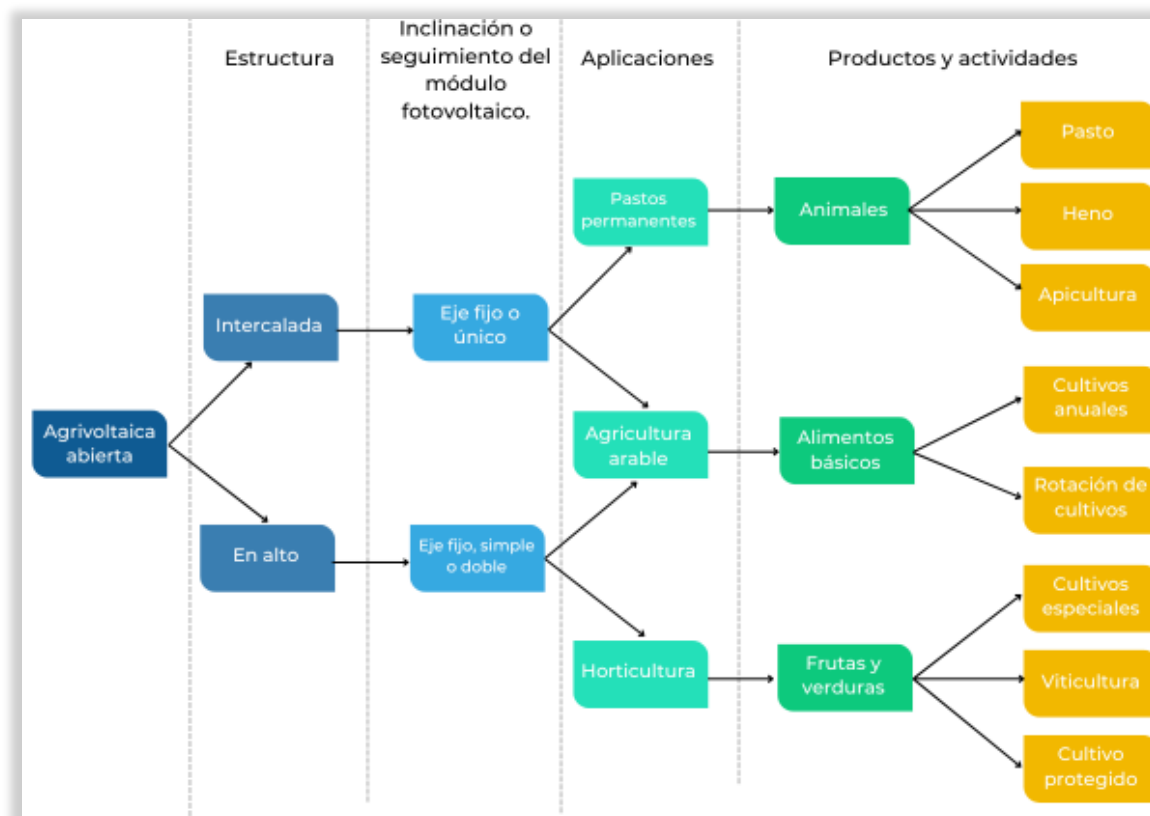 Estructura
Inclinación o
seguimiento del
módulo
fotovoltaico.
Aplicaciones
Productos y actividades
Agrivoltaica
abierta
Intercalada
En alto
Eje fijo o
único
Eje fijo, simple
o doble
Pastos
permanentes
Agricultura
arable
Horticultura
Animales
Alimentos
básicos
Frutas y
verduras
Pasto
Heno
Apicultura
Cultivos
anuales
Rotación de
cultivos
Cultivos
especiales
Viticultura
Cultivo
protegido